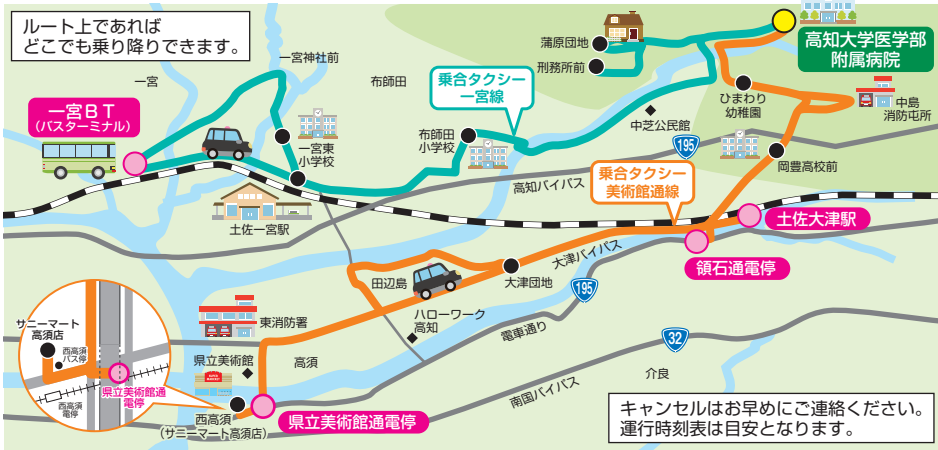 ルート上であれば
どこでも乗り降りできます。
一宮神社前
一宮
布師田
一宮BT
(バスターミナル)
一宮東
小学校
土佐一宮駅
乗合タクシー
一宮線
布師田
小学校
蒲原団地
刑務所前
高知大学医学部
附属病院
ひまわり
幼稚園
中島
消防屯所
中芝公民館
195
岡豊高校前
高知バイパス
乗合タクシー
美術館通線
土佐大津駅
領石通電停
大津バイパス
田辺島
大津団地
195
ハローワーク
高知
電車通り
32
東消防署
県立美術館
高須
介良
南国バイパス
西高須
(サニーマート高須店)
県立美術館通電停
サニーマート
高須店
西高須
バス停
県立美術館通
電停
西高須
電停
キャンセルはお早めにご連絡ください。
運行時刻表は目安となります。